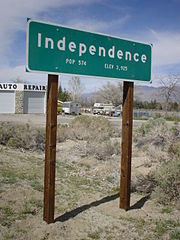 Independence
POP 574 ELEV 3,925
AUTO REPAIR